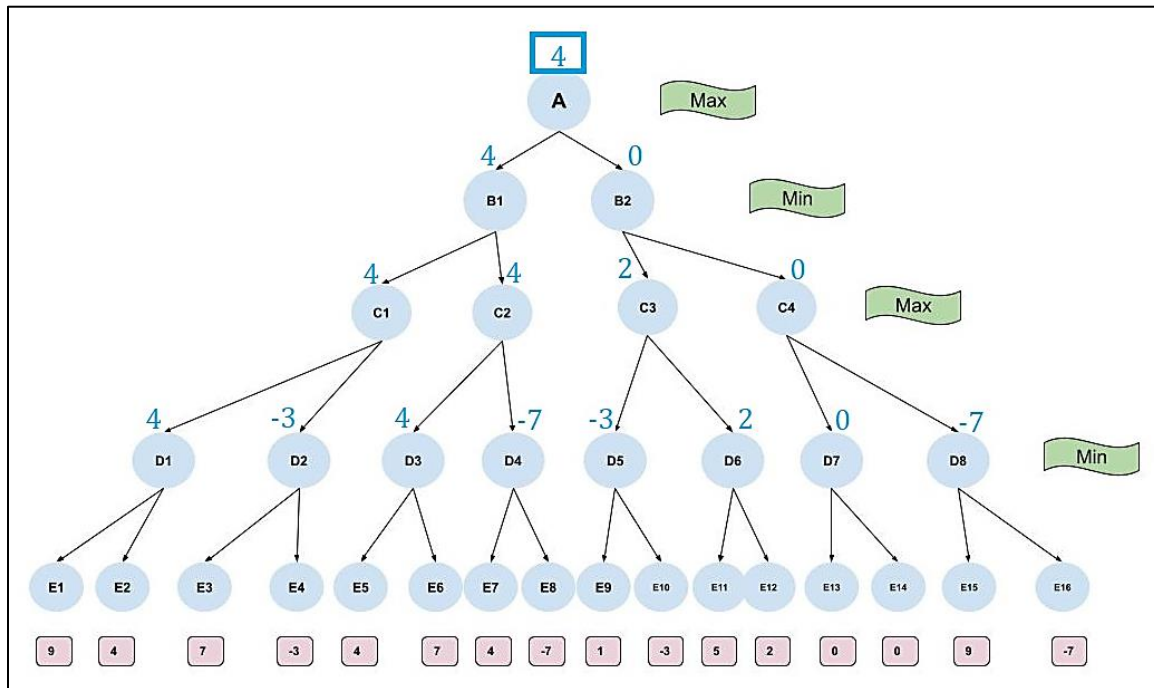 4
A
Max
4 0
B1 B2
Min
4 4 2 0
C1 C2 C3 C4
Max
4 -3 4 -7 -3 2 0 -7
D1 D2 D3 D4 D5 D6 D7 D8
Min
E1 E2 E3 E4 E5 E6 E7 E8 E9 E10 E11 E12 E13 E14 E15 E16
9 4 7 -3 4 7 4 -7 1 -3 5 2 0 0 9 -7